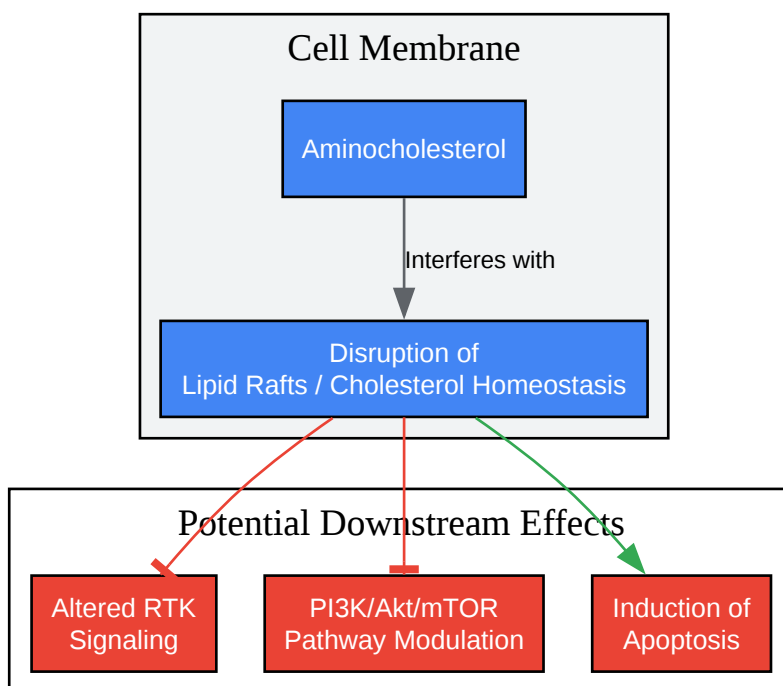 Cell Membrane
Aminocholesterol
Interferes with
Disruption of
Lipid Rafts / Cholesterol Homeostasis
Potential Downstream Effects
Altered RTK
Signaling
PI3K/Akt/mTOR
Pathway Modulation
Induction of
Apoptosis